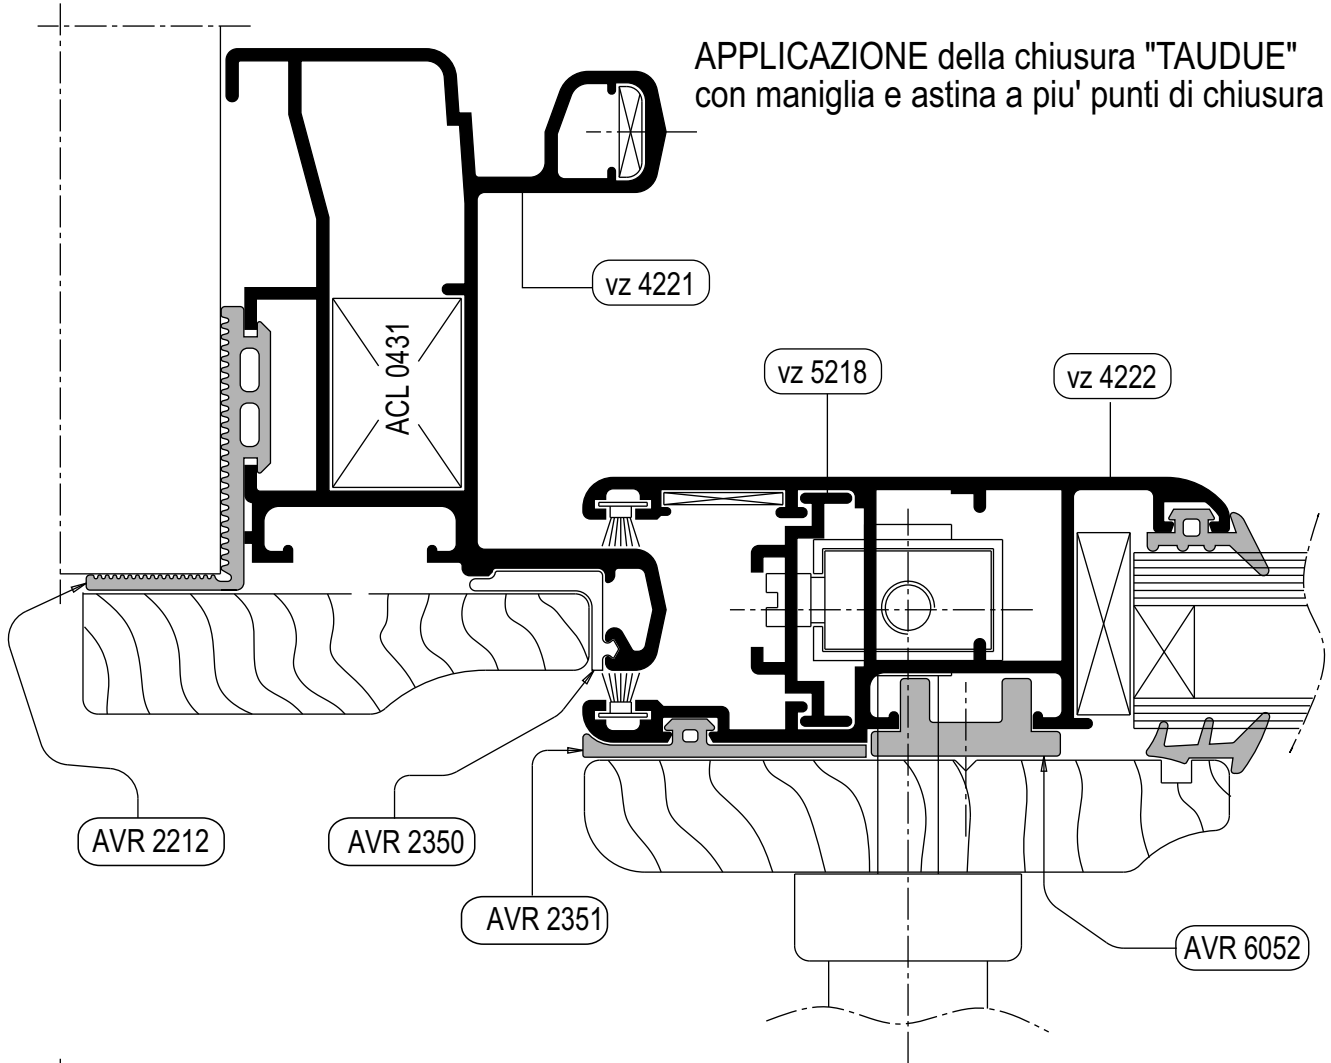 APPLICAZIONE della chiusura "TAUDUE"
con maniglia e astina a piu' punti di chiusura
vz 4221
ACL 0431
vz 5218
vz 4222
AVR 2212
AVR 2350
AVR 2351
AVR 6052